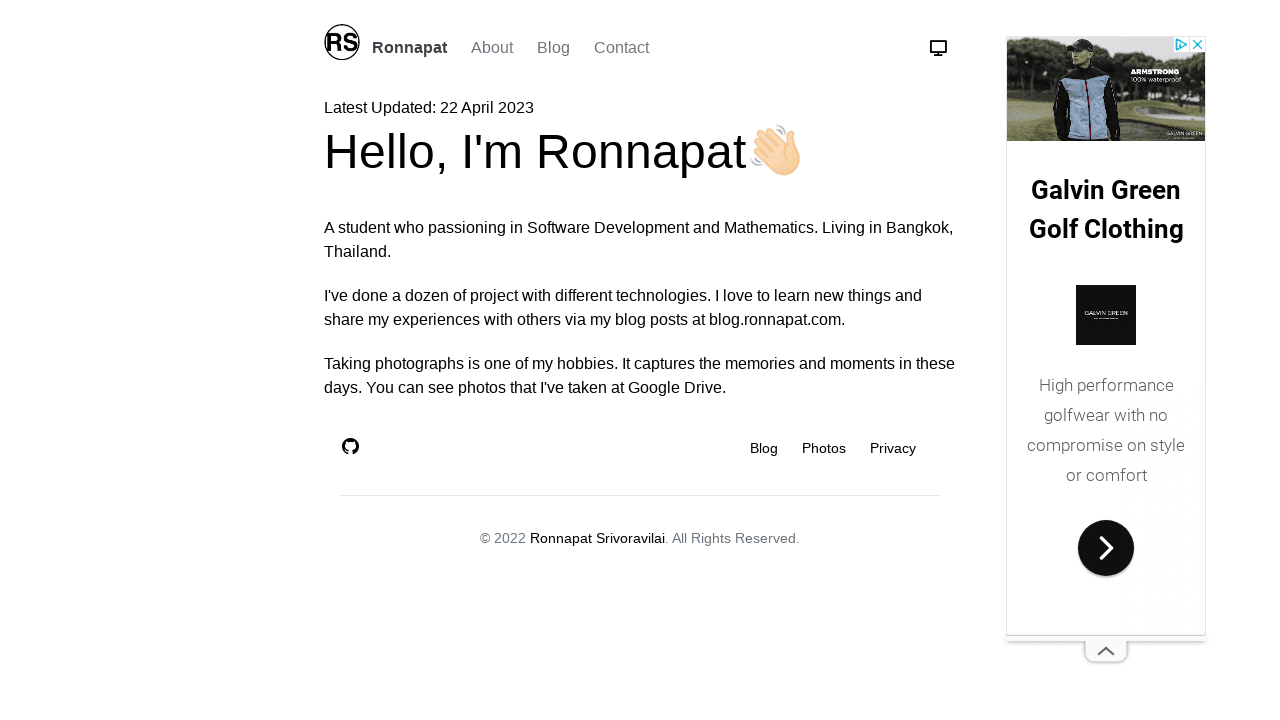 RS Ronnapat About Blog Contact
Latest Updated: 22 April 2023
Hello, I'm Ronnapat👋🏻
A student who passioning in Software Development and Mathematics. Living in Bangkok,
Thailand.
I've done a dozen of project with different technologies. I love to learn new things and
share my experiences with others via my blog posts at blog.ronnapat.com.
Taking photographs is one of my hobbies. It captures the memories and moments in these
days. You can see photos that I've taken at Google Drive.
Blog Photos Privacy
© 2022 Ronnapat Srivoravilai. All Rights Reserved.
ARMSTRONG
100% waterproof
GALVIN GREEN
Galvin Green
Golf Clothing
GALVIN GREEN
High performance
golfwear with no
compromise on style
or comfort